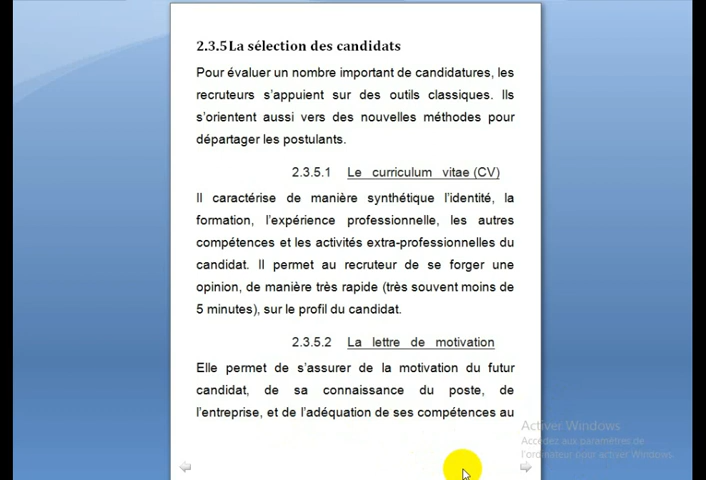 2.3.5La sélection des candidats
Pour évaluer un nombre important de candidatures, les
recruteurs s'appuient sur des outils classiques. Ils
s'orientent aussi vers des nouvelles méthodes pour
départager les postulants.
2.3.5.1 Le curriculum vitae (CV)
Il caractérise de manière synthétique l'identité, la
formation, l'expérience professionnelle, les autres
compétences et les activités extra-professionnelles du
candidat. Il permet au recruteur de se forger une
opinion, de manière très rapide (très souvent moins de
5 minutes), sur le profil du candidat.
2.3.5.2 La lettre de motivation
Elle permet de s'assurer de la motivation du futur
candidat, de sa connaissance du poste, de
l'entreprise, et de l'adéquation de ses compétences au
Activer Windows
Accédez aux paramètres de
l'ordinateur pour activer Windows.